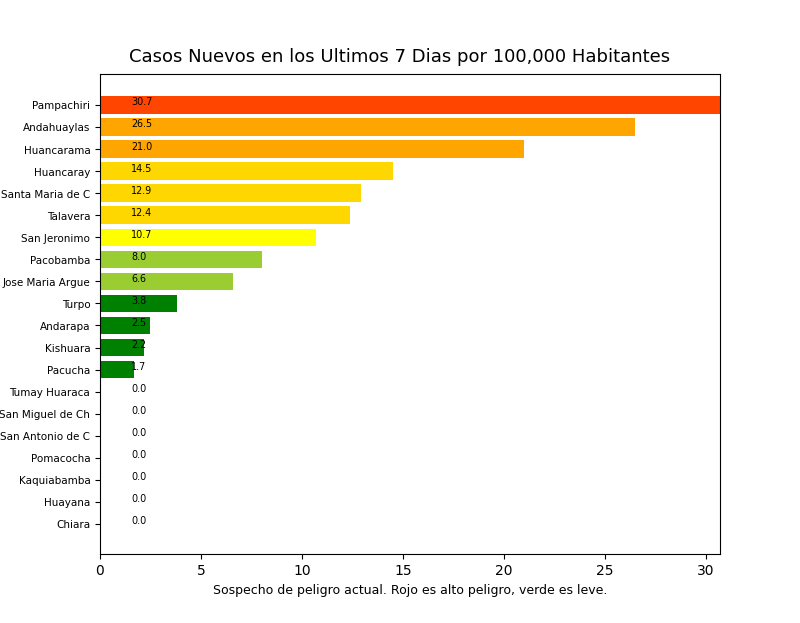 Casos Nuevos en los Ultimos 7 Dias por 100,000 Habitantes
Pampachiri 30.7
Andahuaylas 26.5
Huancarama 21.0
Huancaray 14.5
Santa Maria de C 12.9
Talavera 12.4
San Jeronimo 10.7
Pacobamba 8.0
Jose Maria Argue 6.6
Turpo 3.8
Andarapa 2.5
Kishuara 2.2
Pacucha 1.7
Tumay Huaraca 0.0
San Miguel de Ch 0.0
San Antonio de C 0.0
Pomacocha 0.0
Kaquiabamba 0.0
Huayana 0.0
Chiara 0.0
0 5 10 15 20 25 30
Sospecho de peligro actual. Rojo es alto peligro, verde es leve.